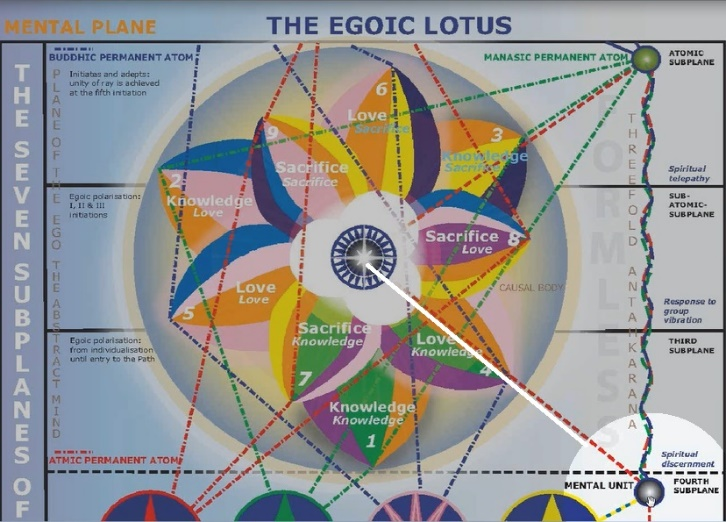 MENTAL PLANE
THE EGOIC LOTUS
THE SEVEN SUBPLANES OF
PLANE OF THE EGO THE ABSTRACT MIND
BUDDHIC PERMANENT ATOM
Initiates and adepts:
unity of ray is achieved
at the fifth initiation
Egoic polarisation:
I, II & III
initiations
Egoic polarisations:
from individualisation
until entry to the Path
ATMIC PERMANENT ATOM
MANASIC PERMANENT ATOM
ATOMIC
SUBPLANE
6
Love
Sacrifice
9
Sacrifice
Sacrifice
3
Knowledge
Sacrifice
2
Knowledge
Love
Sacrifice
Love
8
Love
Love
5
CAUSAL BODY
Sacrifice
Knowledge
7
Love
Knowledge
4
Knowledge
Knowledge
1
FORMLESS
THREEFOLD ANTAHKARANA
Spiritual
telepathy
SUB-
ATOMIC-
SUBPLANE
Response to
group
vibration
THIRD
SUBPLANE
Spiritual
discernment
MENTAL UNIT
FOURTH
SUBPLANE